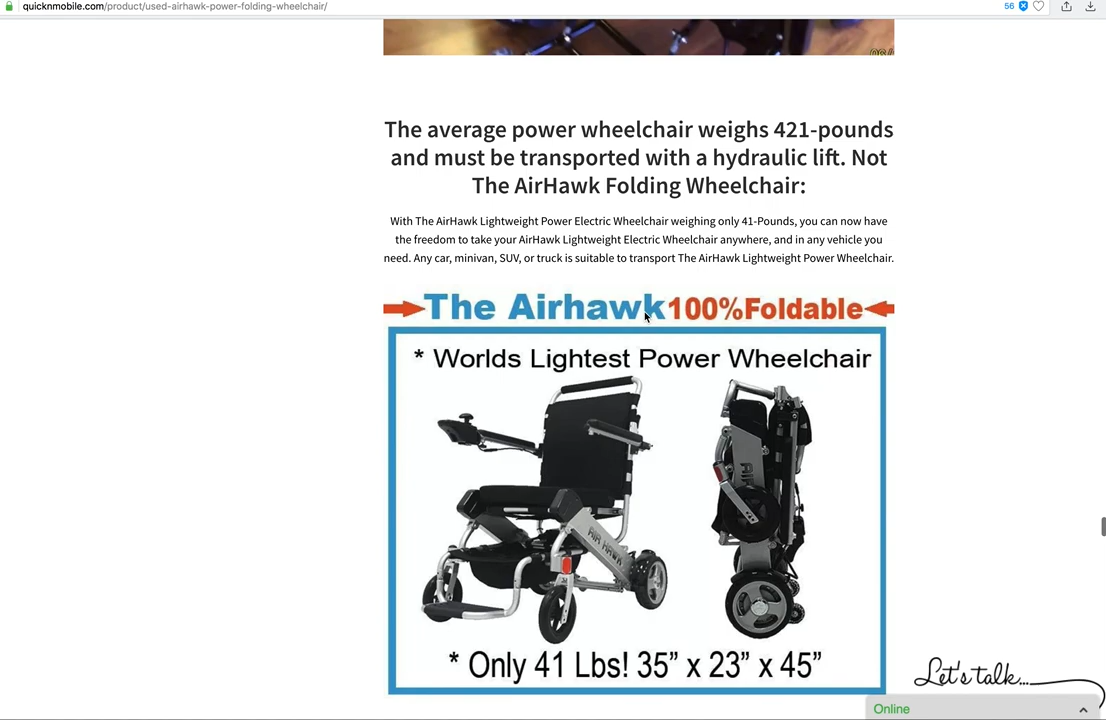 quicknmobile.com/product/used-airhawk-power-folding-wheelchair/
56
The average power wheelchair weighs 421-pounds
and must be transported with a hydraulic lift. Not
The AirHawk Folding Wheelchair:
With The AirHawk Lightweight Power Electric Wheelchair weighing only 41-Pounds, you can now have
the freedom to take your AirHawk Lightweight Electric Wheelchair anywhere, and in any vehicle you
need. Any car, minivan, SUV, or truck is suitable to transport The AirHawk Lightweight Power Wheelchair.
The Airhawk 100%Foldable
* Worlds Lightest Power Wheelchair
AIR HAWK
* Only 41 Lbs! 35” x 23” x 45”
Let's talk...
Online